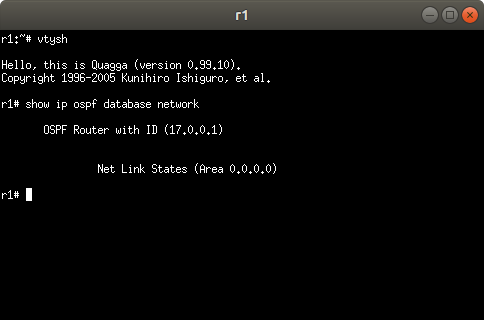 r1
r1:~# vtysh
Hello, this is Quagga (version 0.99.10).
Copyright 1996-2005 Kunihiro Ishiguro, et al.
r1# show ip ospf database network
OSPF Router with ID (17.0.0.1)
Net Link States (Area 0.0.0.0)
r1#